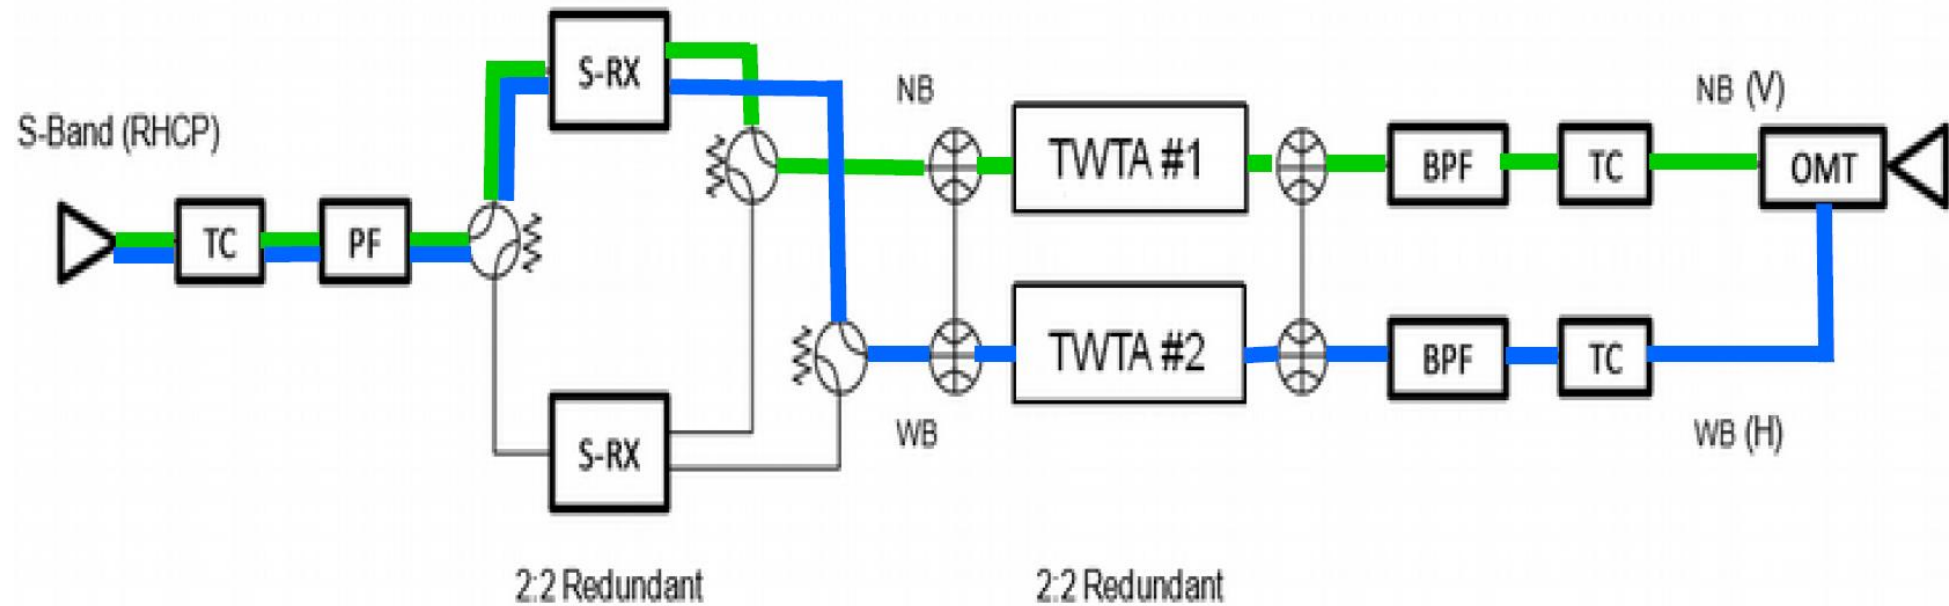 S-Band (RHCP)
TC
PF
S-RX
S-RX
NB
WB
TWTA #1
TWTA #2
BPF
TC
NB (V)
OMT
BPF
TC
WB (H)
2:2 Redundant
2:2 Redundant